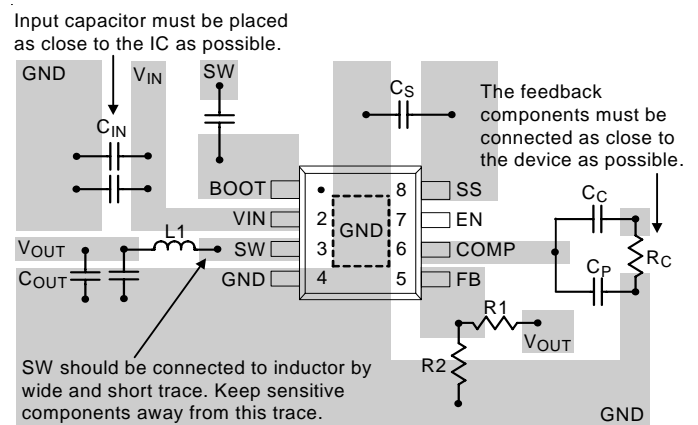 Input capacitor must be placed
as close to the IC as possible.
GND
VIN
SW
CS
The feedback
components must be
connected as close to
the device as possible.
CIN
BOOT
8
SS
VIN
2
GND
7
EN
CC
L1
VOUT
SW
3
6
COMP
RC
COUT
GND
4
5
FB
CP
R1
VOUT
R2
SW should be connected to inductor by
wide and short trace. Keep sensitive
components away from this trace.
GND